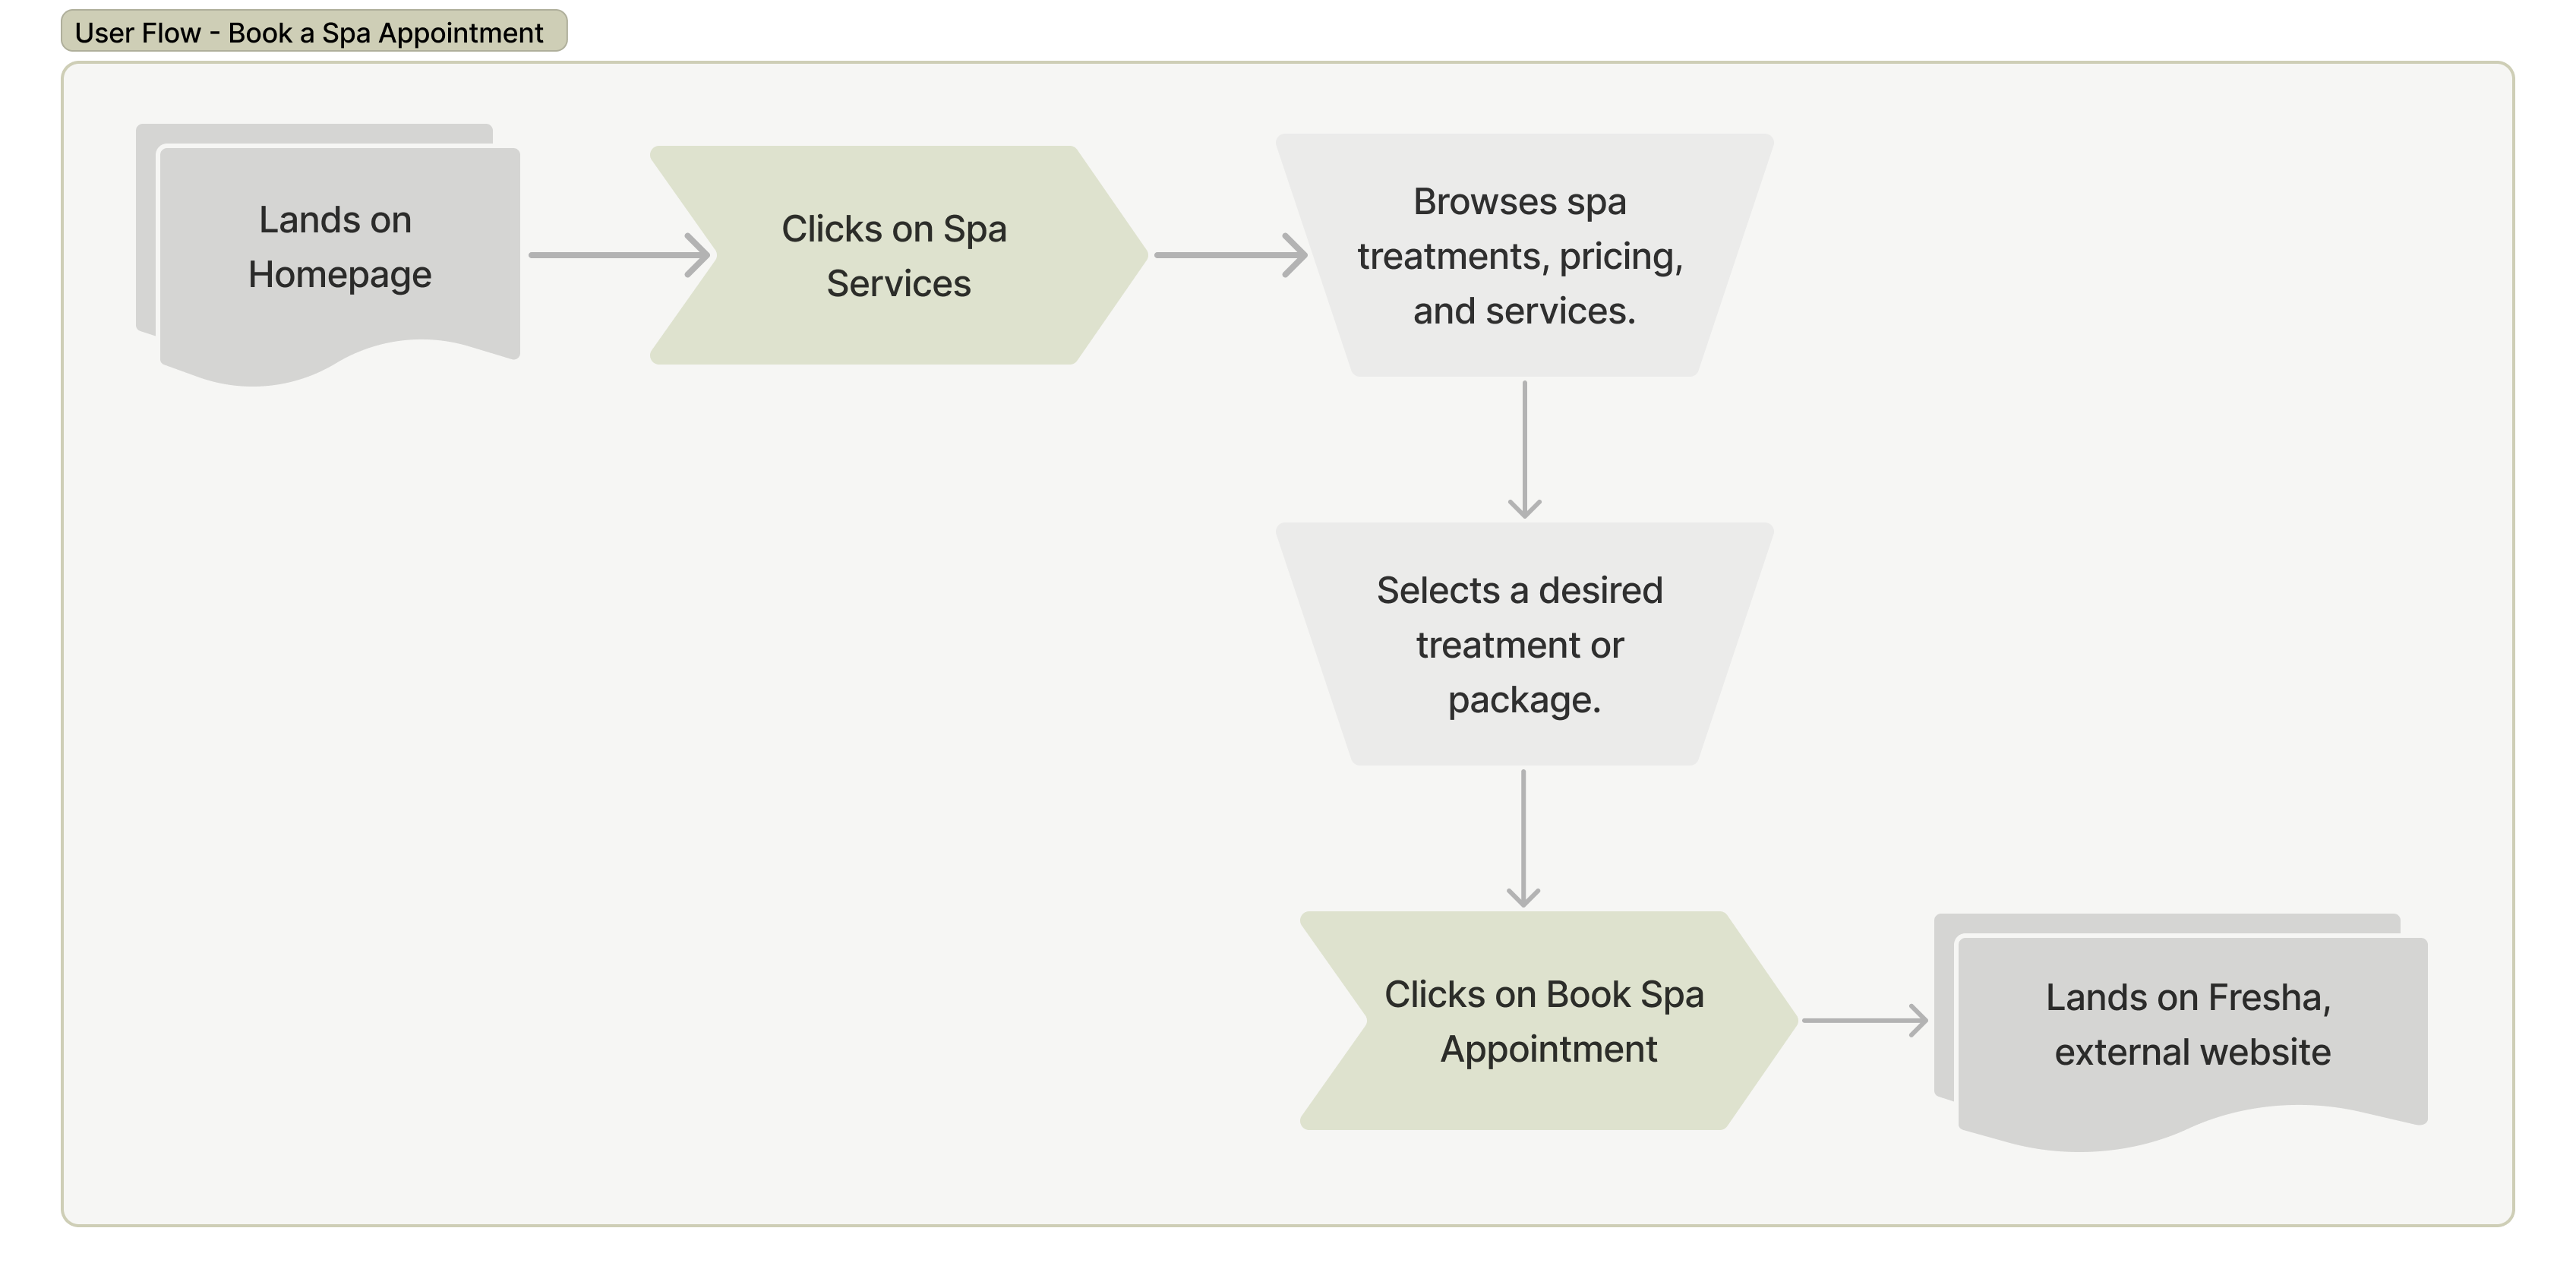 User Flow - Book a Spa Appointment
Lands on
Homepage
Clicks on Spa
Services
Browses spa
treatments, pricing,
and services.
Selects a desired
treatment or
package.
Clicks on Book Spa
Appointment
Lands on Fresha,
external website